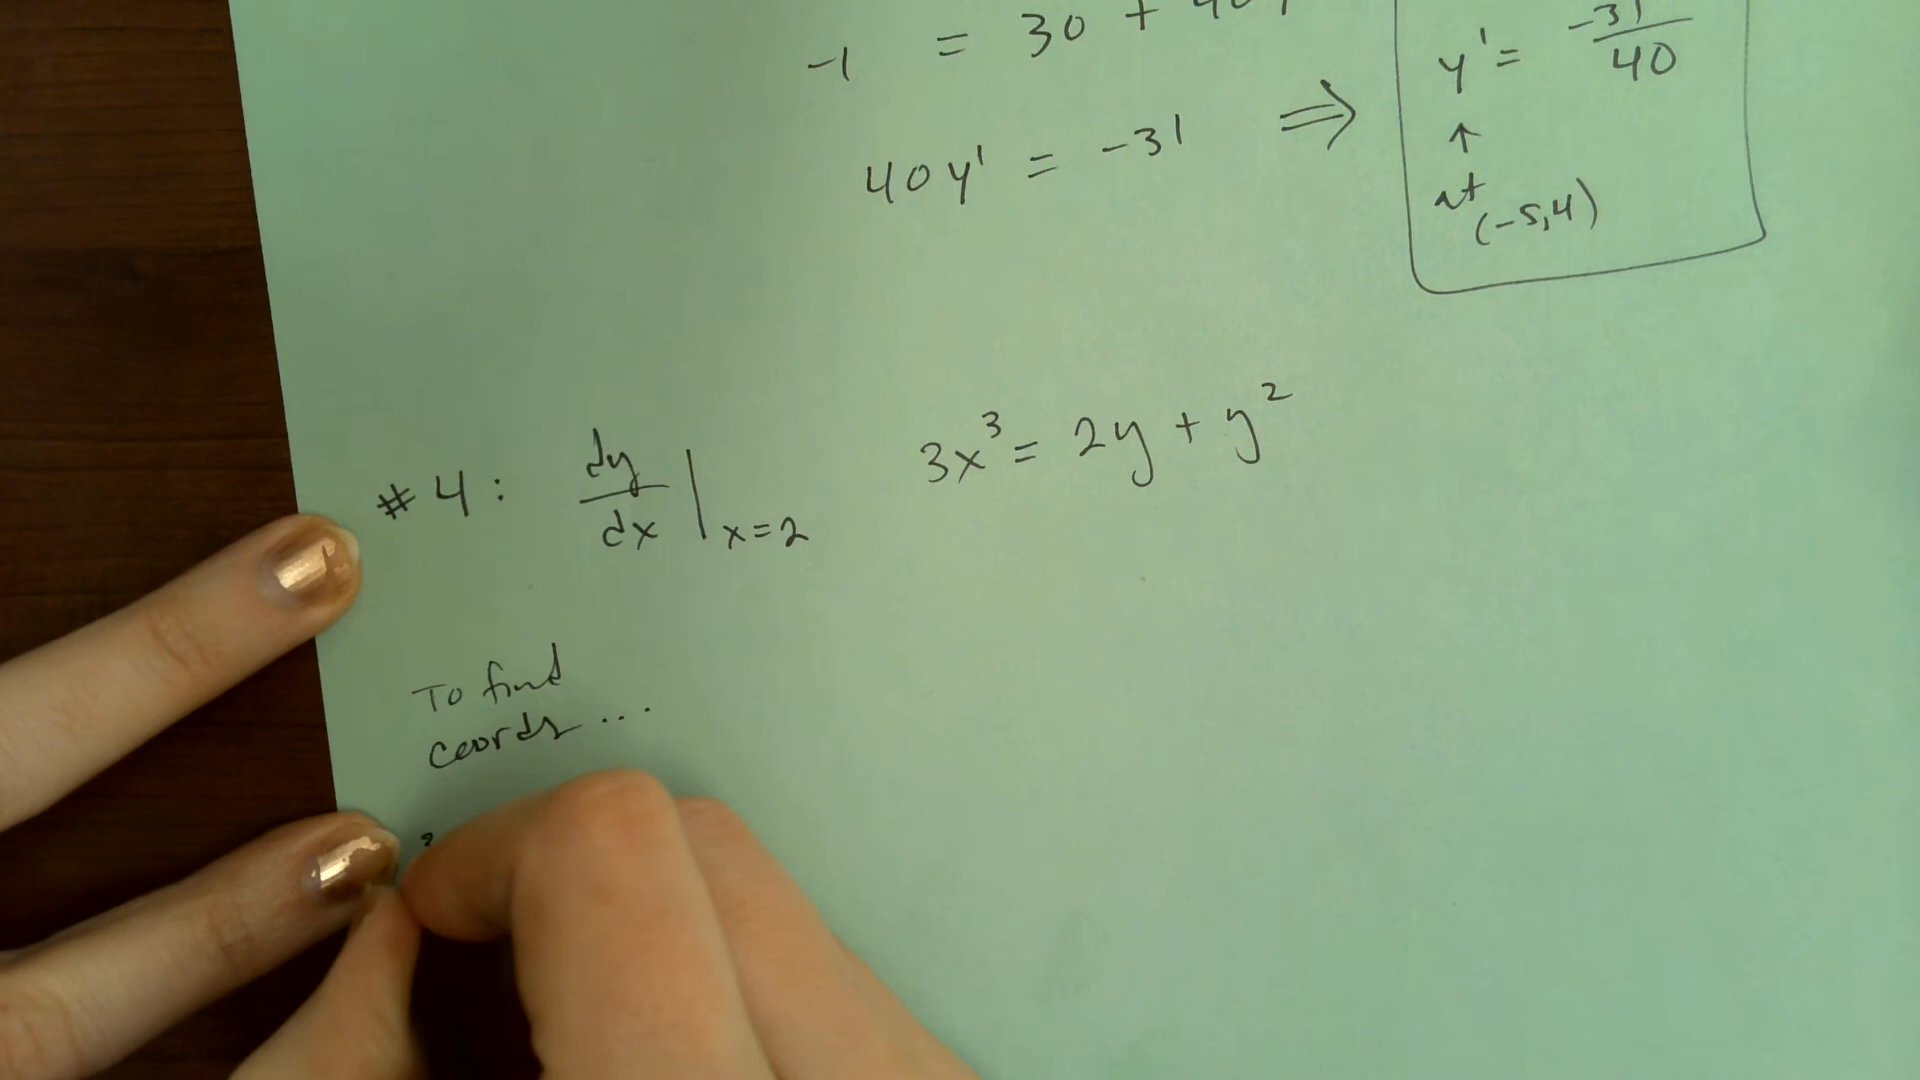 -1 = 30 +
40y' = -31 ⇒
y' = -31/40
↑
at
(-5,4)
#4: dy/dx |x=2 3x³ = 2y + y²
To find
coords ...